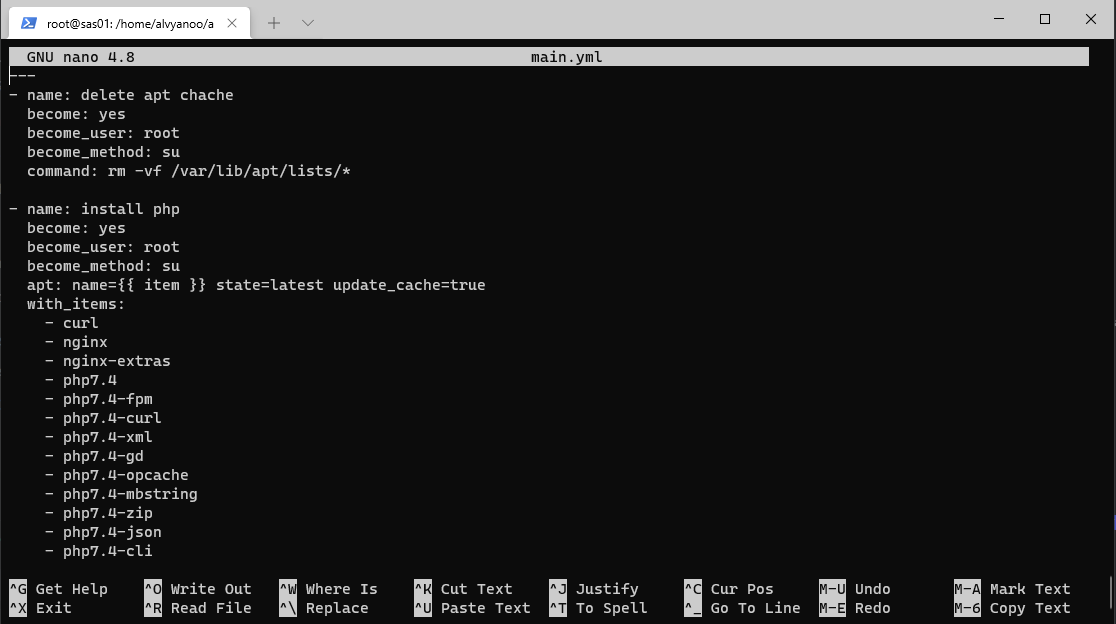 root@sas01: /home/alvyanoo/a
GNU nano 4.8 main.yml
---
- name: delete apt chache
  become: yes
  become_user: root
  become_method: su
  command: rm -vf /var/lib/apt/lists/*

- name: install php
  become: yes
  become_user: root
  become_method: su
  apt: name={{ item }} state=latest update_cache=true
  with_items:
    - curl
    - nginx
    - nginx-extras
    - php7.4
    - php7.4-fpm
    - php7.4-curl
    - php7.4-xml
    - php7.4-gd
    - php7.4-opcache
    - php7.4-mbstring
    - php7.4-zip
    - php7.4-json
    - php7.4-cli
^G Get Help ^O Write Out ^W Where Is ^K Cut Text ^J Justify ^C Cur Pos M-U Undo M-A Mark Text
^X Exit ^R Read File ^\ Replace ^U Paste Text ^T To Spell ^_ Go To Line M-E Redo M-6 Copy Text